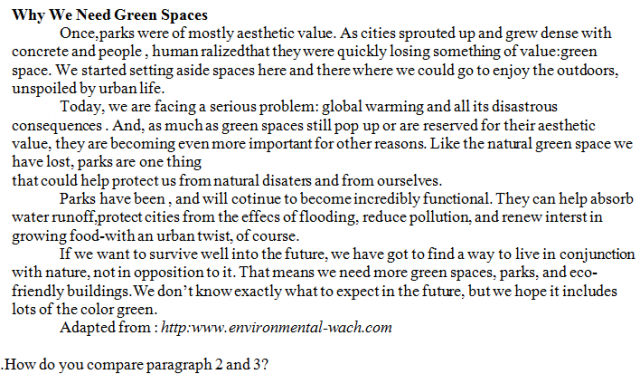 Why We Need Green Spaces
Once,parks were of mostly aesthetic value. As cities sprouted up and grew dense with
concrete and people , human ralizedthat they were quickly losing something of value:green
space. We started setting aside spaces here and there where we could go to enjoy the outdoors,
unspoiled by urban life.
Today, we are facing a serious problem: global warming and all its disastrous
consequences . And, as much as green spaces still pop up or are reserved for their aesthetic
value, they are becoming even more important for other reasons. Like the natural green space we
have lost, parks are one thing
that could help protect us from natural disaters and from ourselves.
Parks have been , and will cotinue to become incredibly functional. They can help absorb
water runoff,protect cities from the effecs of flooding, reduce pollution, and renew interst in
growing food-with an urban twist, of course.
If we want to survive well into the future, we have got to find a way to live in conjunction
with nature, not in opposition to it. That means we need more green spaces, parks, and eco-
friendly buildings.We don't know exactly what to expect in the future, but we hope it includes
lots of the color green.
Adapted from : http:www.environmental-wach.com
.How do you compare paragraph 2 and 3?